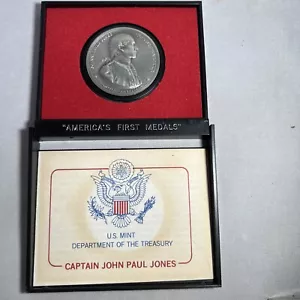 "AMERICA'S FIRST MEDALS"
U.S. MINT
DEPARTMENT OF THE TREASURY
CAPTAIN JOHN PAUL JONES